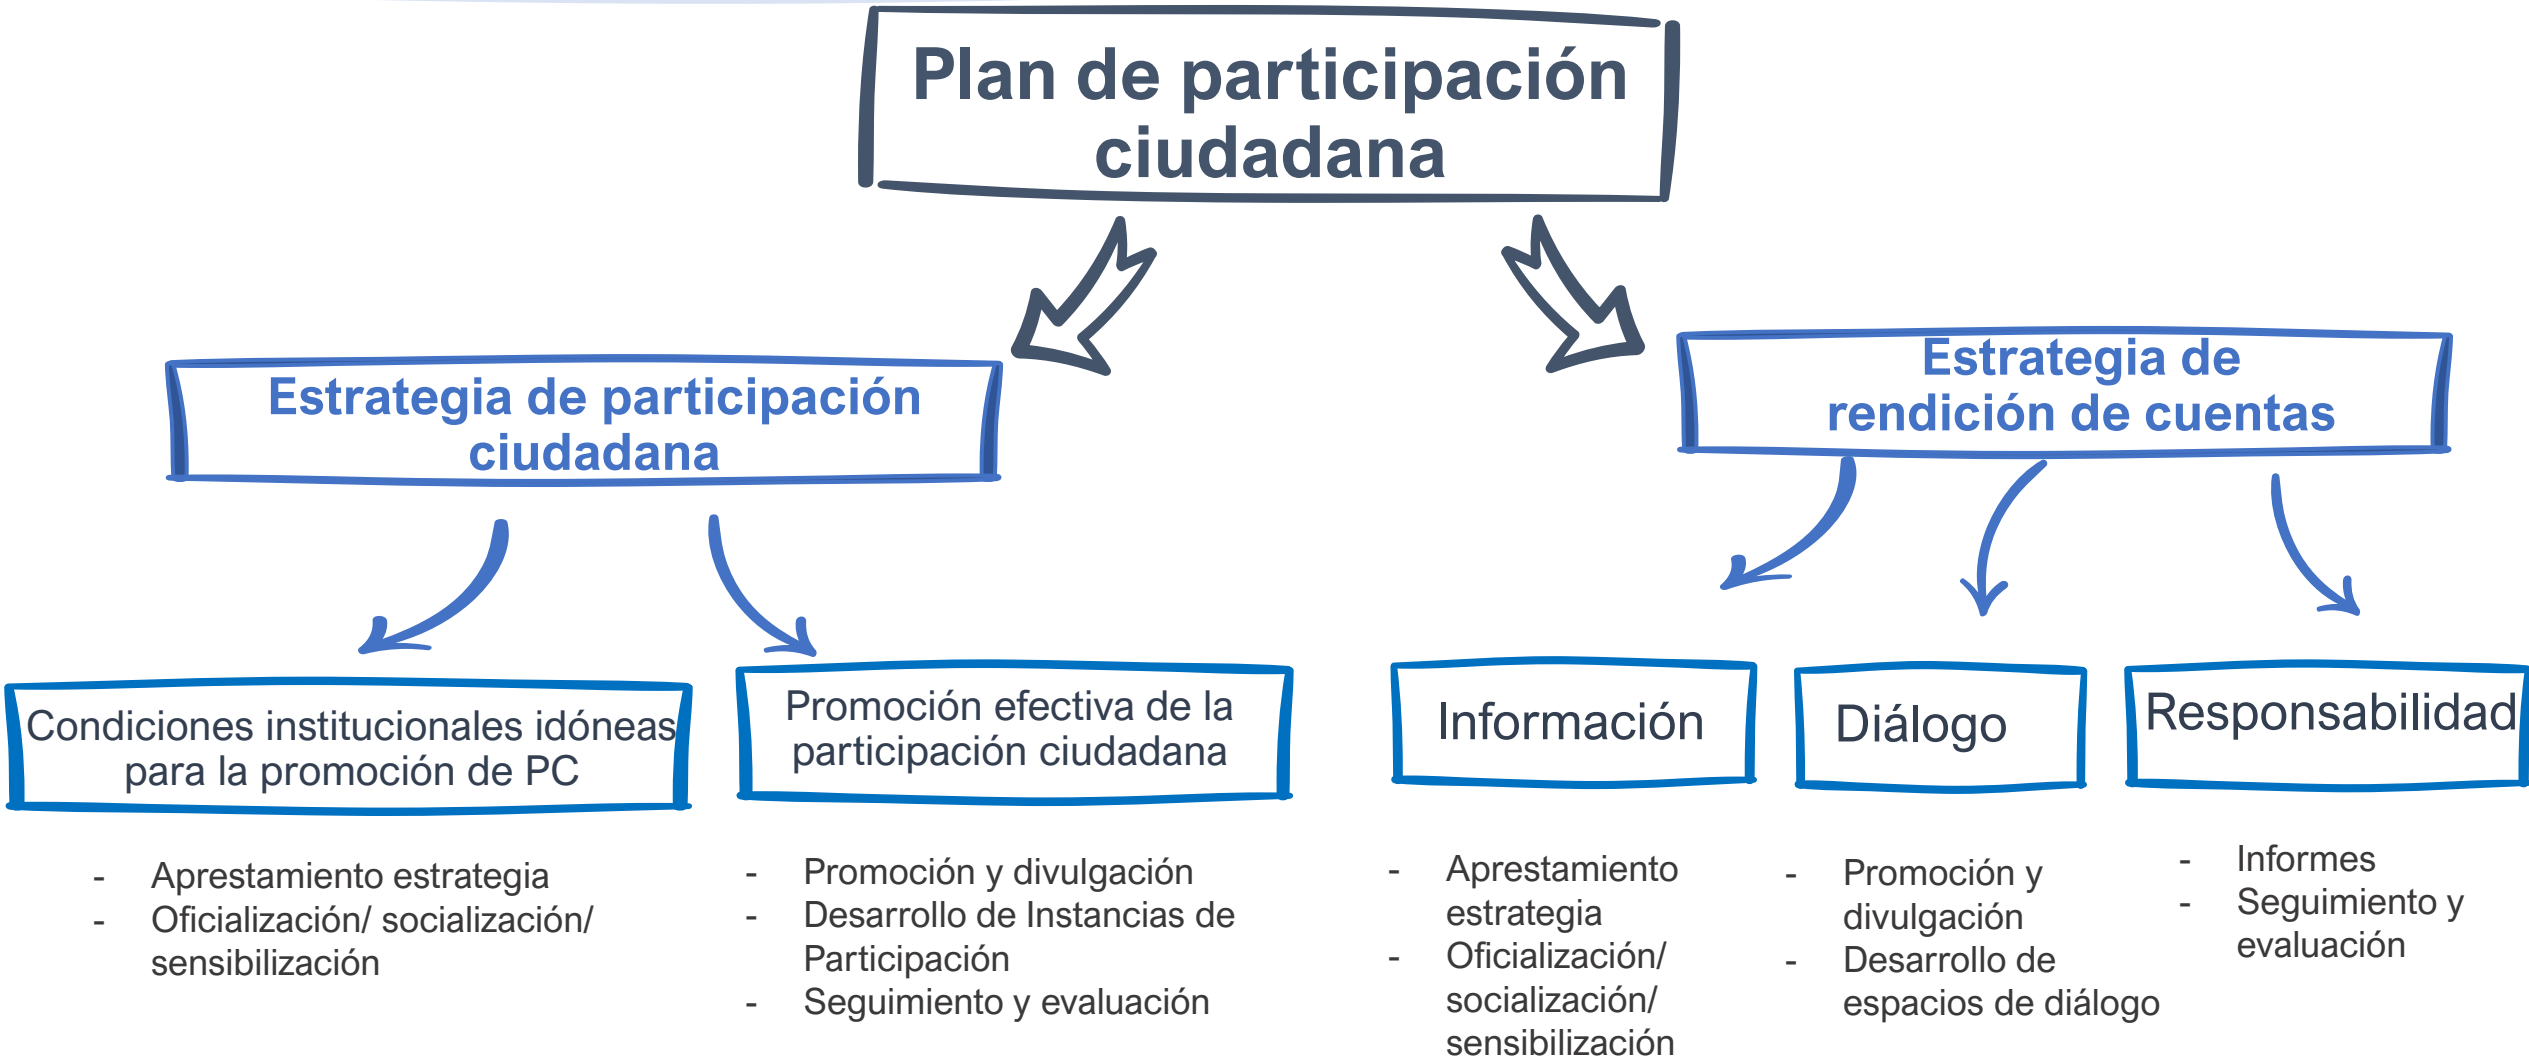 Plan de participación
ciudadana
Estrategia de participación
ciudadana
Estrategia de
rendición de cuentas
Condiciones institucionales idóneas
para la promoción de PC
Promoción efectiva de la
participación ciudadana
Información
Diálogo
Responsabilidad
- Aprestamiento estrategia
- Oficialización/ socialización/
sensibilización
- Promoción y divulgación
- Desarrollo de Instancias de
Participación
- Seguimiento y evaluación
- Aprestamiento
estrategia
- Oficialización/
socialización/
sensibilización
- Promoción y
divulgación
- Desarrollo de
espacios de diálogo
- Informes
- Seguimiento y
evaluación